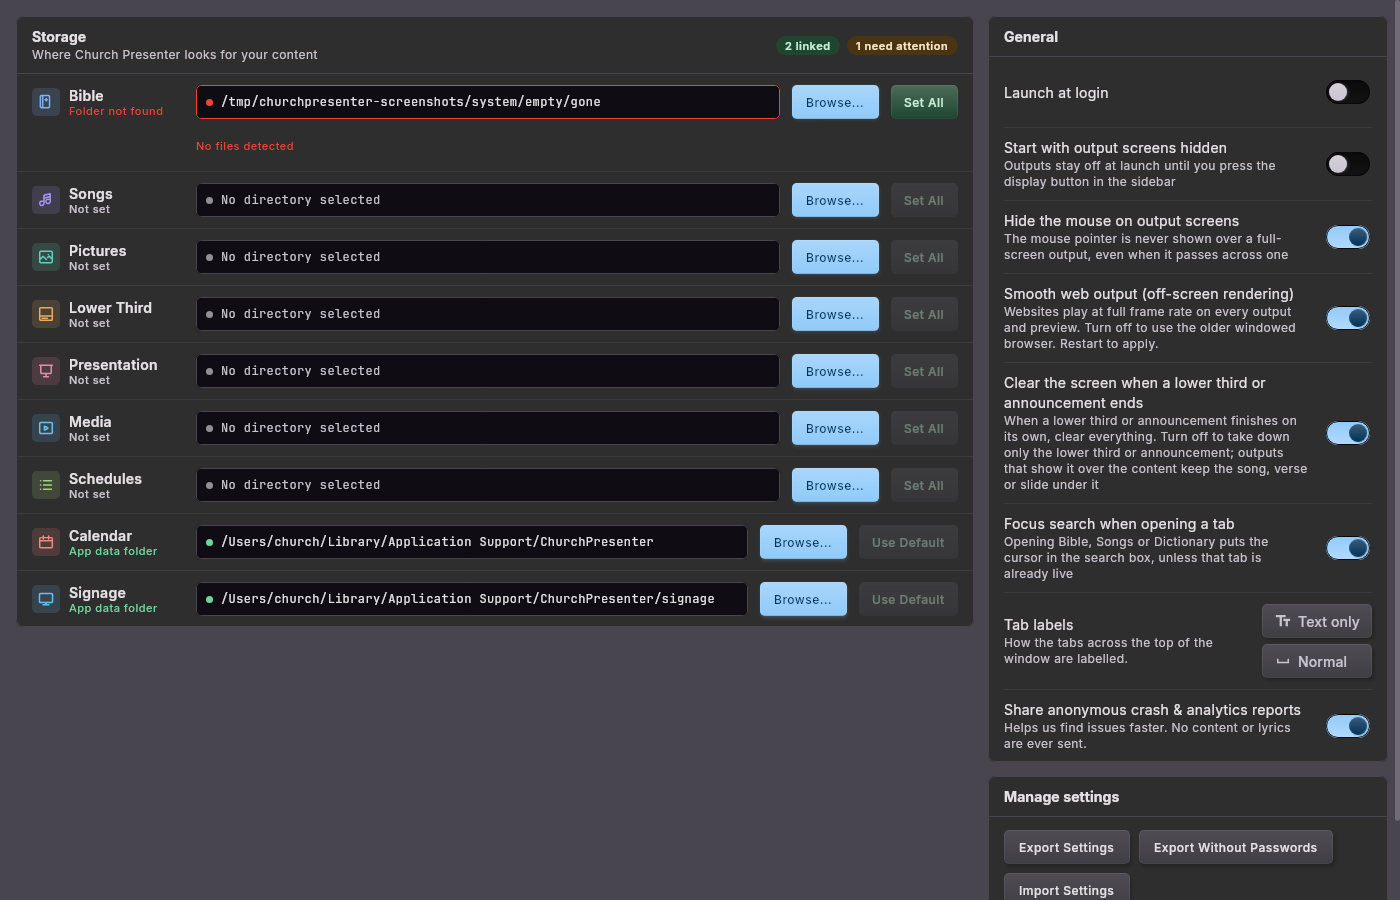 Storage
Where Church Presenter looks for your content
2 linked
1 need attention
Bible
Folder not found
/tmp/churchpresenter-screenshots/system/empty/gone
Browse...
Set All
No files detected
Songs
Not set
No directory selected
Browse...
Set All
Pictures
Not set
No directory selected
Browse...
Set All
Lower Third
Not set
No directory selected
Browse...
Set All
Presentation
Not set
No directory selected
Browse...
Set All
Media
Not set
No directory selected
Browse...
Set All
Schedules
Not set
No directory selected
Browse...
Set All
Calendar
App data folder
/Users/church/Library/Application Support/ChurchPresenter
Browse...
Use Default
Signage
App data folder
/Users/church/Library/Application Support/ChurchPresenter/signage
Browse...
Use Default
General
Launch at login
Start with output screens hidden
Outputs stay off at launch until you press the
display button in the sidebar
Hide the mouse on output screens
The mouse pointer is never shown over a full-
screen output, even when it passes across one
Smooth web output (off-screen rendering)
Websites play at full frame rate on every output
and preview. Turn off to use the older windowed
browser. Restart to apply.
Clear the screen when a lower third or
announcement ends
When a lower third or announcement finishes on
its own, clear everything. Turn off to take down
only the lower third or announcement; outputs
that show it over the content keep the song, verse
or slide under it
Focus search when opening a tab
Opening Bible, Songs or Dictionary puts the
cursor in the search box, unless that tab is
already live
Tab labels
How the tabs across the top of the
window are labelled.
Text only
Normal
Share anonymous crash & analytics reports
Helps us find issues faster. No content or lyrics
are ever sent.
Manage settings
Export Settings
Export Without Passwords
Import Settings